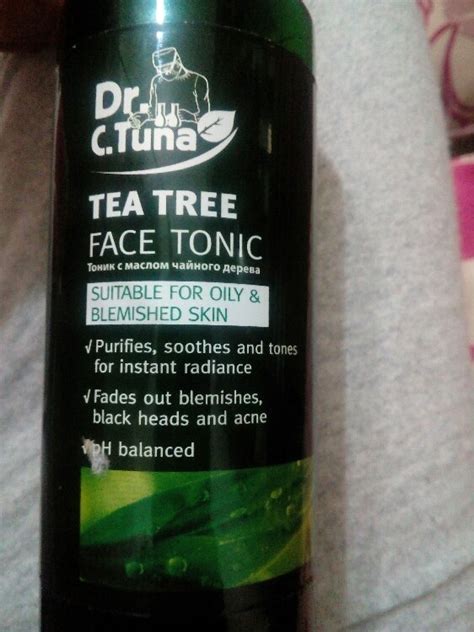 Dr.
C.Tuna
TEA TREE
FACE TONIC
Тоник с маслом чайного дерева
SUITABLE FOR OILY &
BLEMISHED SKIN
√ Purifies, soothes and tones
for instant radiance
√ Fades out blemishes,
black heads and acne
√ pH balanced